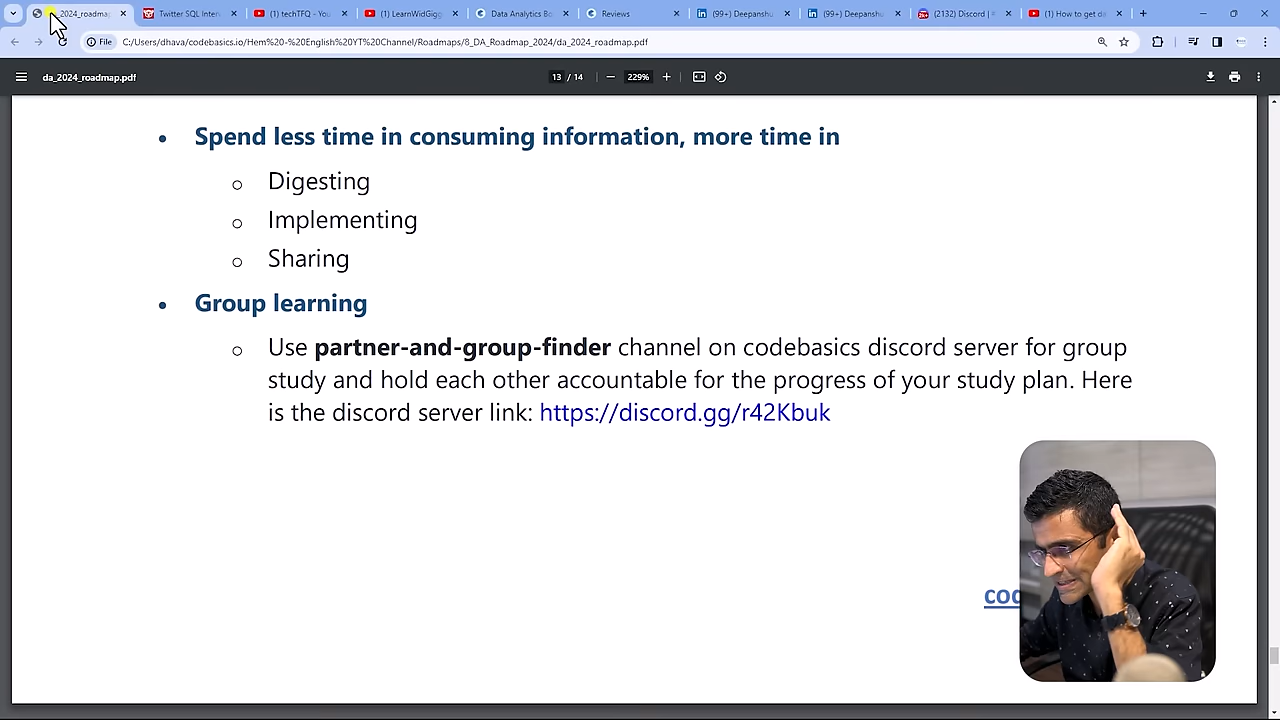 da_2024_roadmap
Twitter SQL Inter
(1) techTFQ - You
(1) LearnWidGigg
Data Analytics Bo
Reviews
(99+) Deepanshu
(99+) Deepanshu
(2132) Discord | #
(1) How to get da
File
C:/Users/dhava/codebasics.io/Hem%20-%20English%20YT%20Channel/Roadmaps/8_DA_Roadmap_2024/da_2024_roadmap.pdf
da_2024_roadmap.pdf
13 / 14
229%
• Spend less time in consuming information, more time in
o Digesting
o Implementing
o Sharing
• Group learning
o Use partner-and-group-finder channel on codebasics discord server for group
study and hold each other accountable for the progress of your study plan. Here
is the discord server link: https://discord.gg/r42Kbuk